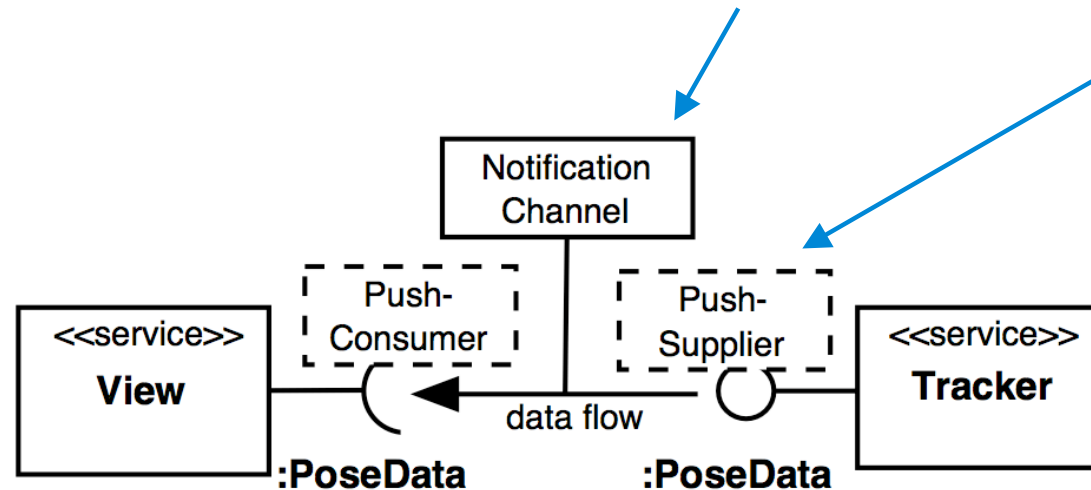 Notification
Channel
Push-
Consumer
Push-
Supplier
<<service>>
View
<<service>>
Tracker
data flow
:PoseData
:PoseData